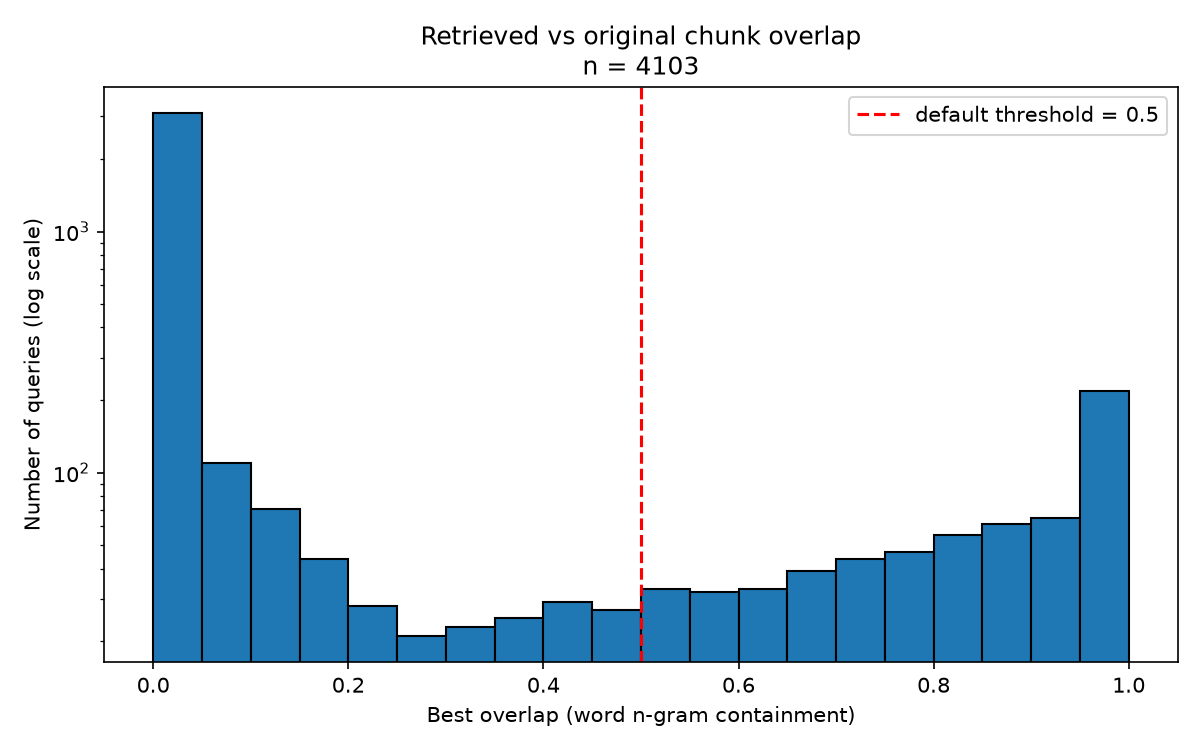 Retrieved vs original chunk overlap
n = 4103
default threshold = 0.5
Number of queries (log scale)
10³
10²
0.0 0.2 0.4 0.6 0.8 1.0
Best overlap (word n-gram containment)